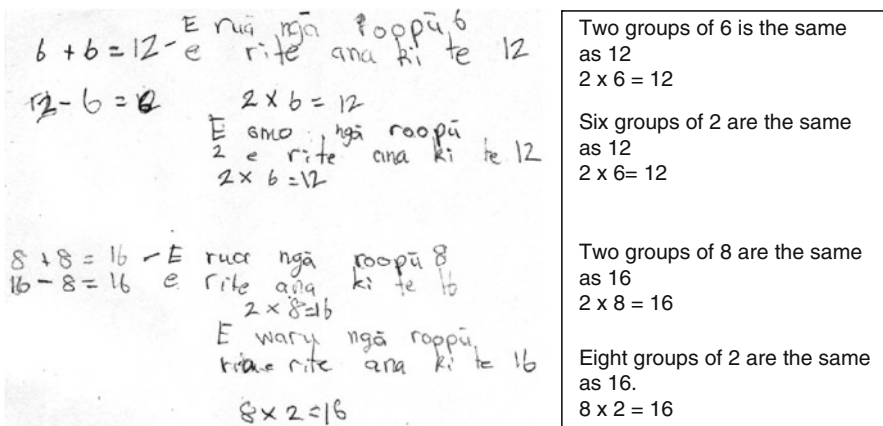 6 + 6 = 12 - E rua ngā roopū 6
e rite ana ki te 12
12 - 6 = 6
2 x 6 = 12
E ono ngā roopū
2 e rite ana ki te 12
2 x 6 = 12
8 + 8 = 16 - E rua ngā roopū 8
16 - 8 = 16 e rite ana ki te 16
2 x 8=16
E waru ngā roppū
e rite ana ki te 16
8 x 2 = 16
Two groups of 6 is the same
as 12
2 x 6 = 12
Six groups of 2 are the same
as 12
2 x 6= 12
Two groups of 8 are the same
as 16
2 x 8 = 16
Eight groups of 2 are the same
as 16.
8 x 2 = 16